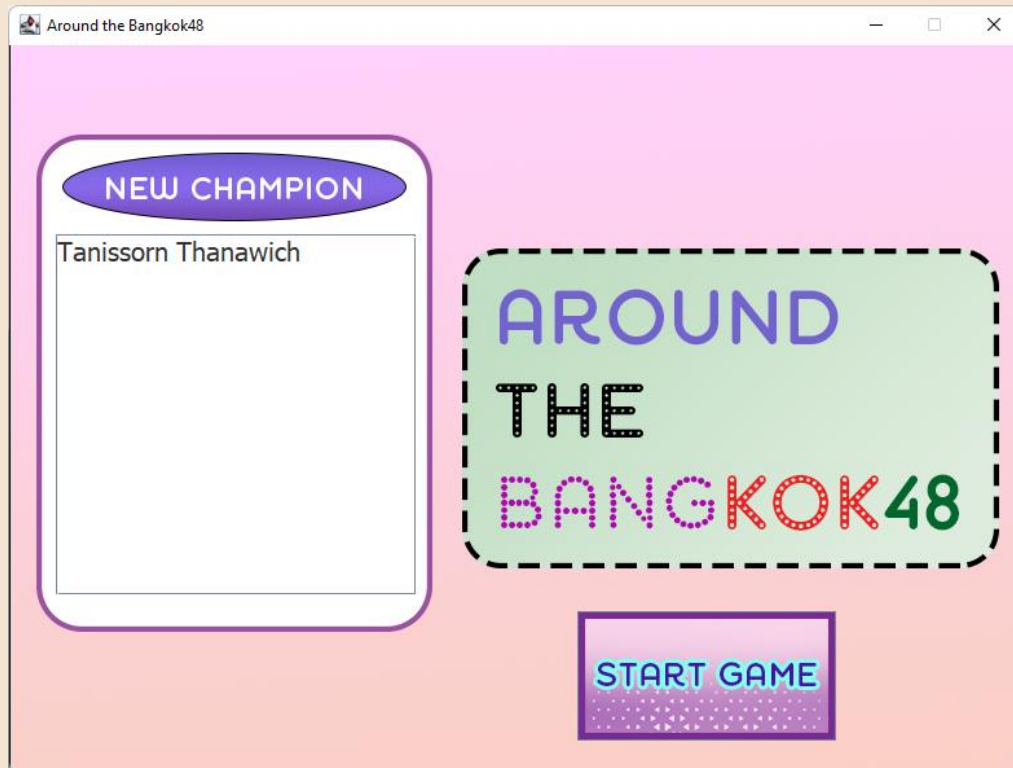 Around the Bangkok48
NEW CHAMPION
Tanissorn Thanawich
AROUND
THE
BANGKOK48
START GAME